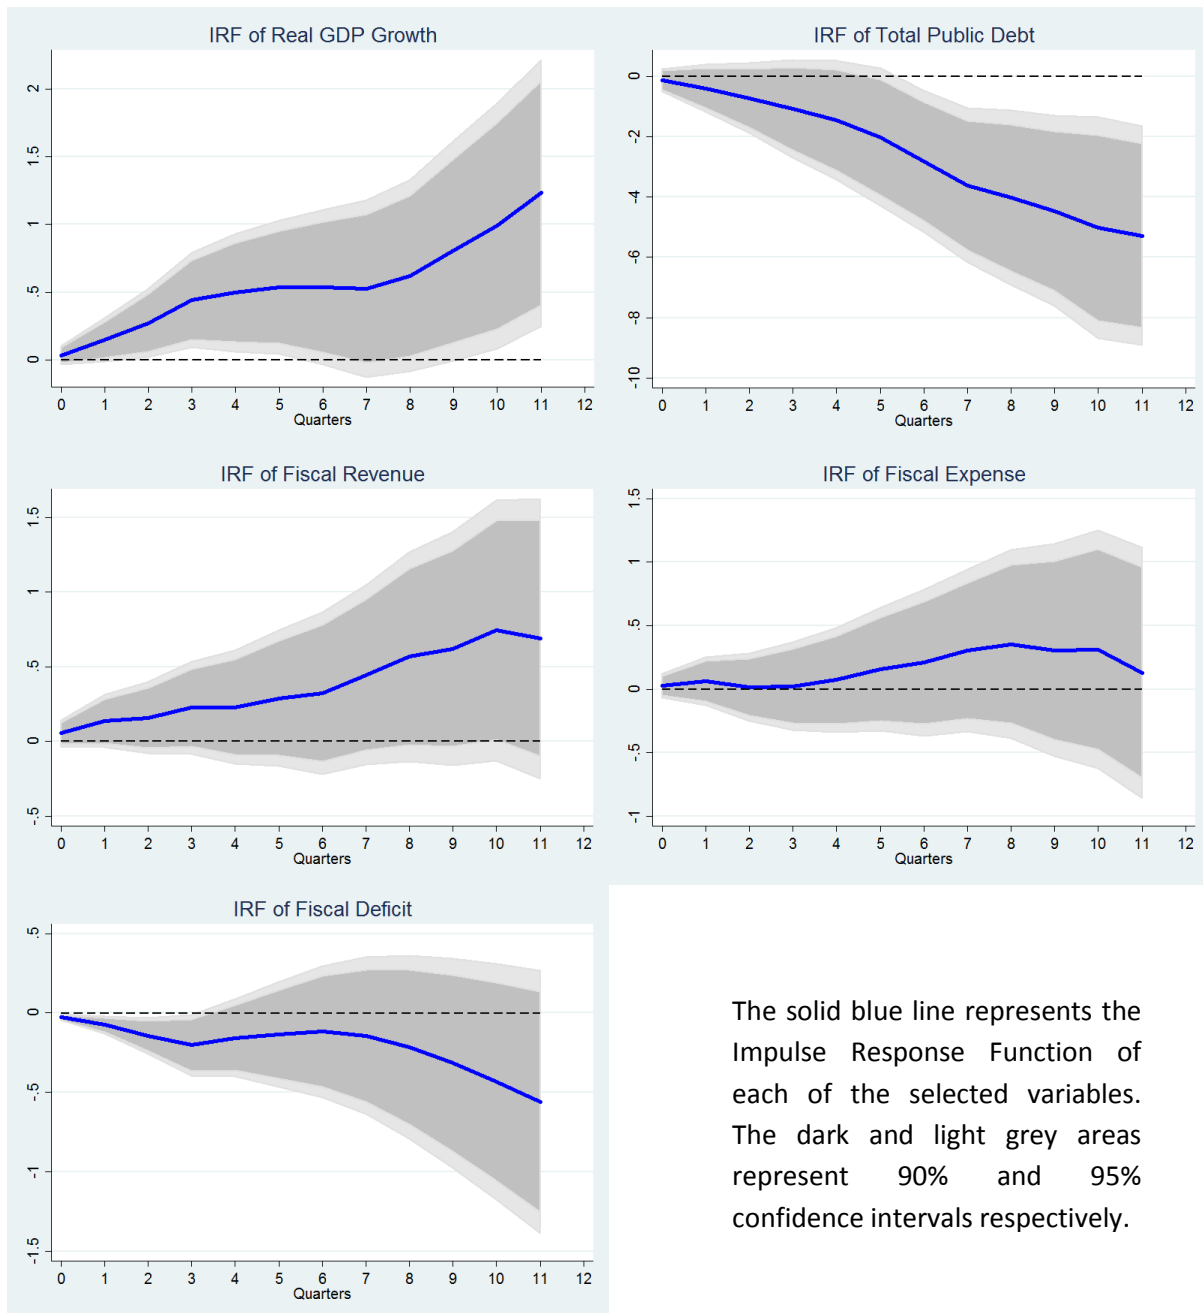 IRF of Real GDP Growth
2
1.5
1
.5
0
0 1 2 3 4 5 6 7 8 9 10 11 12
Quarters
IRF of Total Public Debt
0
-2
-4
-6
-8
-10
0 1 2 3 4 5 6 7 8 9 10 11 12
Quarters
IRF of Fiscal Revenue
1.5
1
.5
0
-.5
0 1 2 3 4 5 6 7 8 9 10 11 12
Quarters
IRF of Fiscal Expense
1.5
1
.5
0
-.5
-1
0 1 2 3 4 5 6 7 8 9 10 11 12
Quarters
IRF of Fiscal Deficit
.5
0
-.5
-1
-1.5
0 1 2 3 4 5 6 7 8 9 10 11 12
Quarters
The solid blue line represents the
Impulse Response Function of
each of the selected variables.
The dark and light grey areas
represent 90% and 95%
confidence intervals respectively.